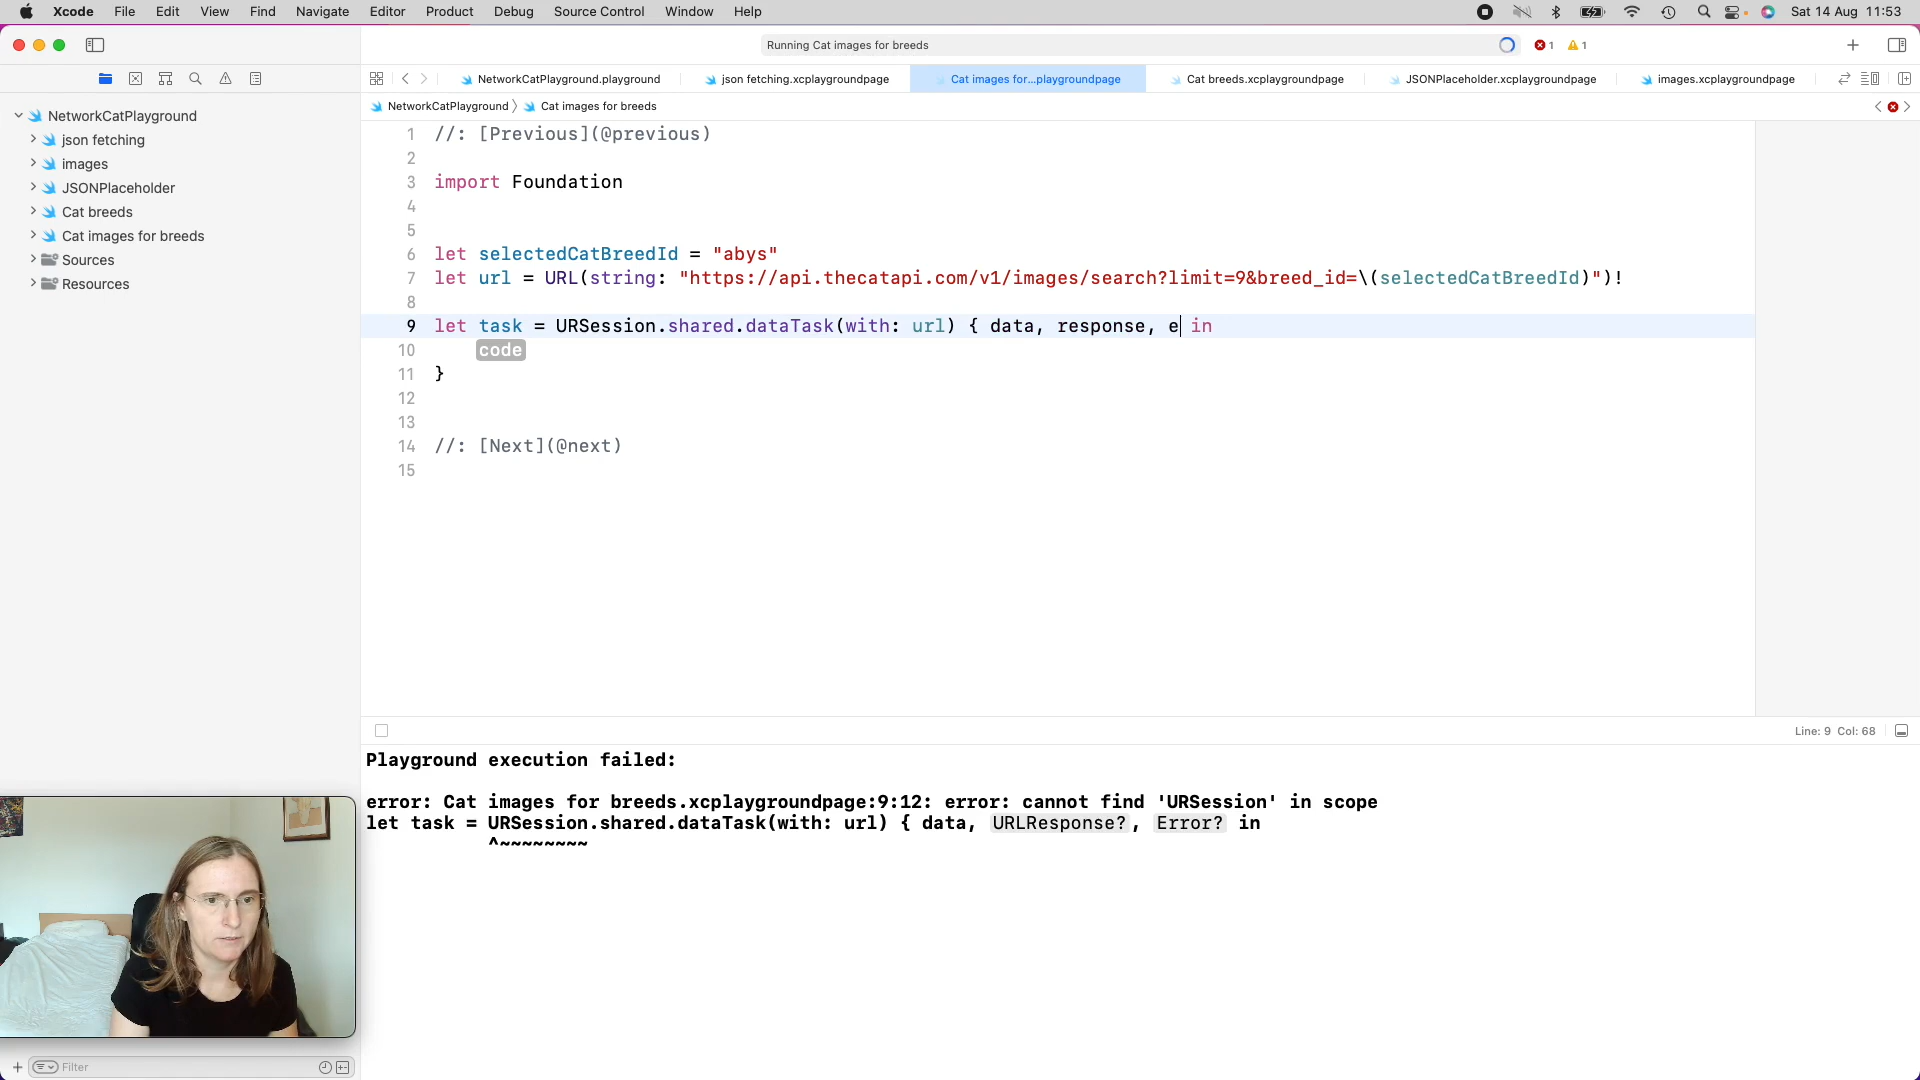 Xcode File Edit View Find Navigate Editor Product Debug Source Control Window Help Sat 14 Aug 11:53
Running Cat images for breeds 1 1
NetworkCatPlayground.playground json fetching.xcplaygroundpage Cat images for...playgroundpage Cat breeds.xcplaygroundpage JSONPlaceholder.xcplaygroundpage images.xcplaygroundpage
NetworkCatPlayground Cat images for breeds
NetworkCatPlayground
json fetching
images
JSONPlaceholder
Cat breeds
Cat images for breeds
Sources
Resources
1 //: [Previous](@previous)
2
3 import Foundation
4
5
6 let selectedCatBreedId = "abys"
7 let url = URL(string: "https://api.thecatapi.com/v1/images/search?limit=9&breed_id=\(selectedCatBreedId)")!
8
9 let task = URSession.shared.dataTask(with: url) { data, response, e in
10 code
11 }
12
13
14 //: [Next](@next)
15
Line: 9 Col: 68
Playground execution failed:
error: Cat images for breeds.xcplaygroundpage:9:12: error: cannot find 'URSession' in scope
let task = URSession.shared.dataTask(with: url) { data, URLResponse?, Error? in
^~~~~~~~~
Filter